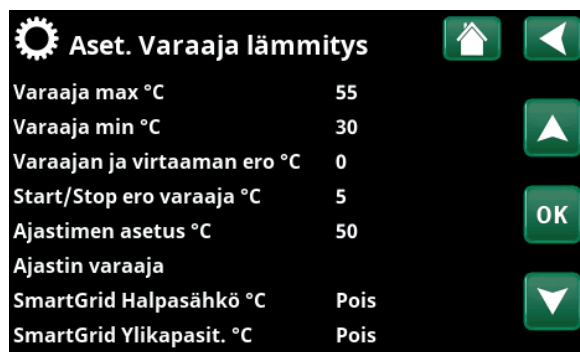 Aset. Varaaja lämmitys
Varaaja max °C 55
Varaaja min °C 30
Varaajan ja virtaaman ero °C 0
Start/Stop ero varaaja °C 5
Ajastimen asetus °C 50
OK
Ajastin varaaja
SmartGrid Halpasähkö °C Pois
SmartGrid Ylikapasit. °C Pois